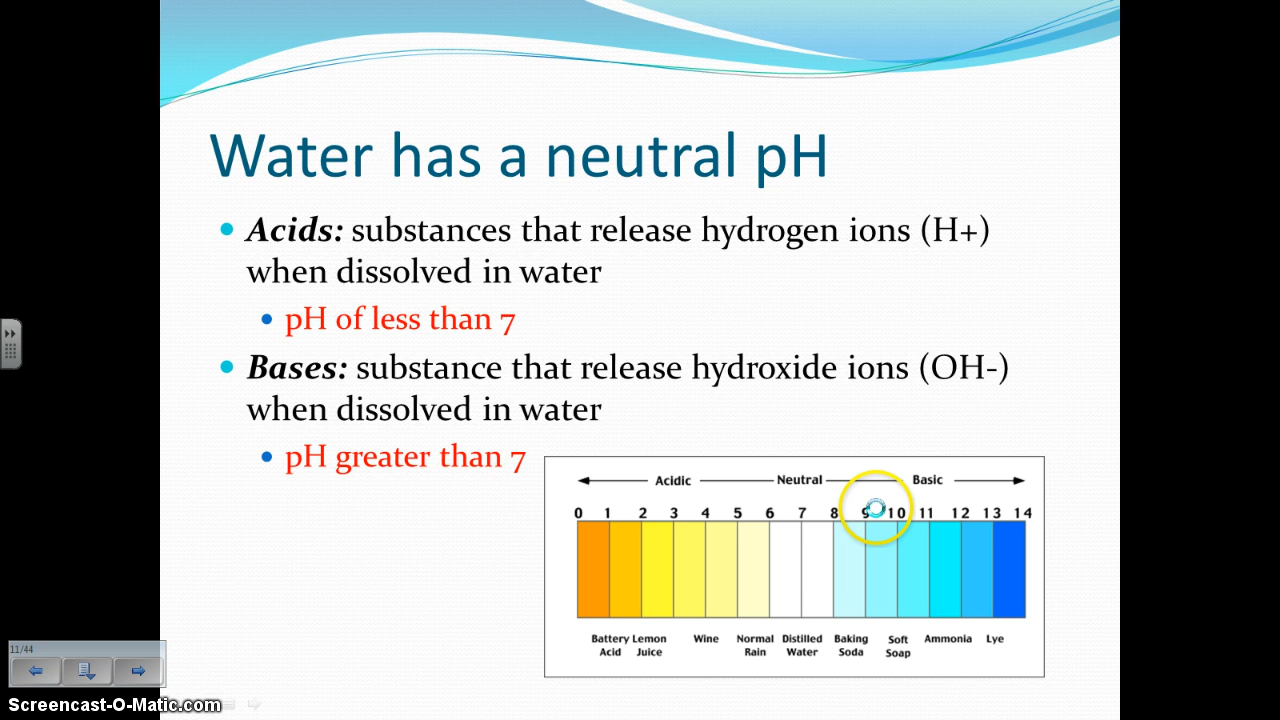 Water has a neutral pH
Acids: substances that release hydrogen ions (H+)
when dissolved in water
pH of less than 7
Bases: substance that release hydroxide ions (OH-)
when dissolved in water
pH greater than 7
Acidic Neutral Basic
0 1 2 3 4 5 6 7 8 9 10 11 12 13 14
Battery Lemon Wine Normal Distilled Baking Soft Ammonia Lye
Acid Juice Rain Water Soda Soap
11/44
Screencast-O-Matic.com